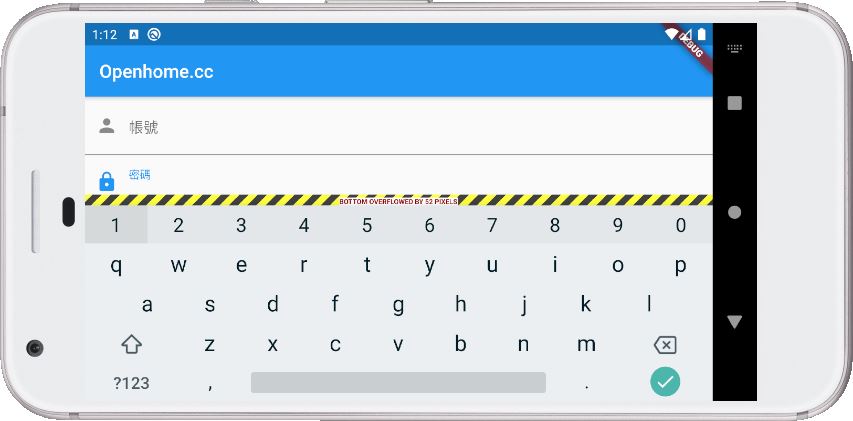 1:12
DEBUG
Openhome.cc
帳號
密碼
BOTTOM OVERFLOWED BY 52 PIXELS
1 2 3 4 5 6 7 8 9 0
q w e r t y u i o p
a s d f g h j k l
z x c v b n m
?123 , .